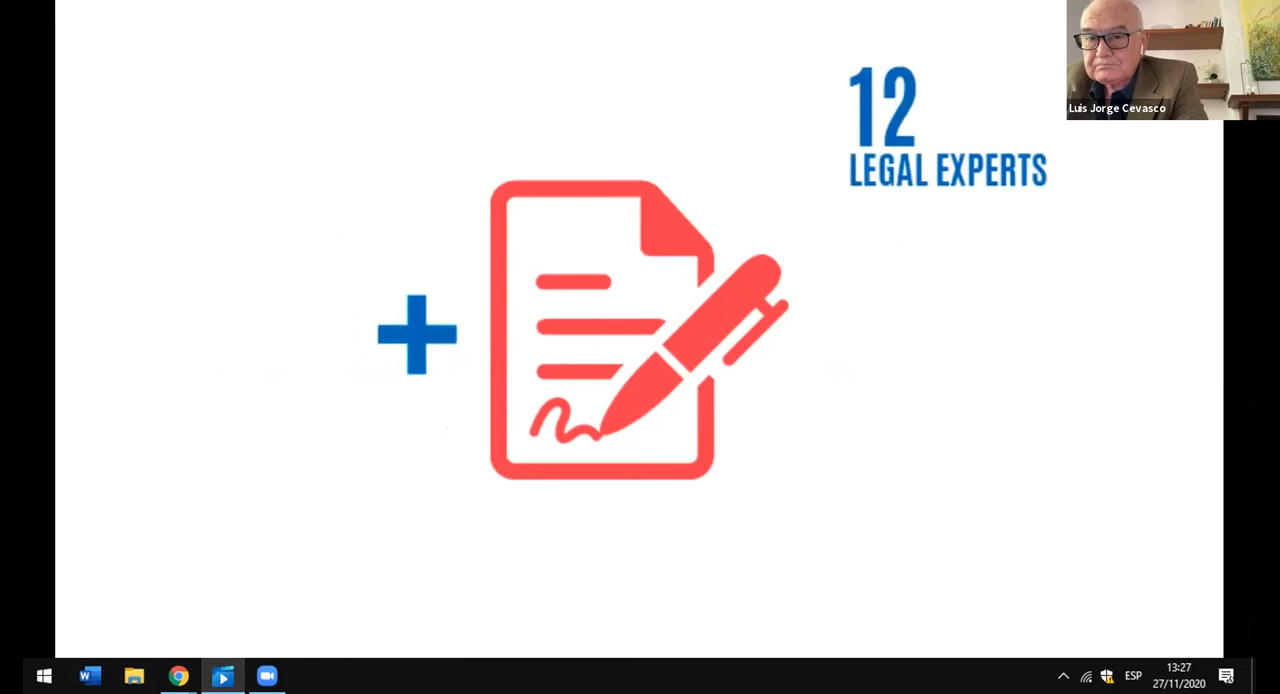 12
LEGAL EXPERTS
Luis Jorge Cevasco
W
ESP
13:27
27/11/2020